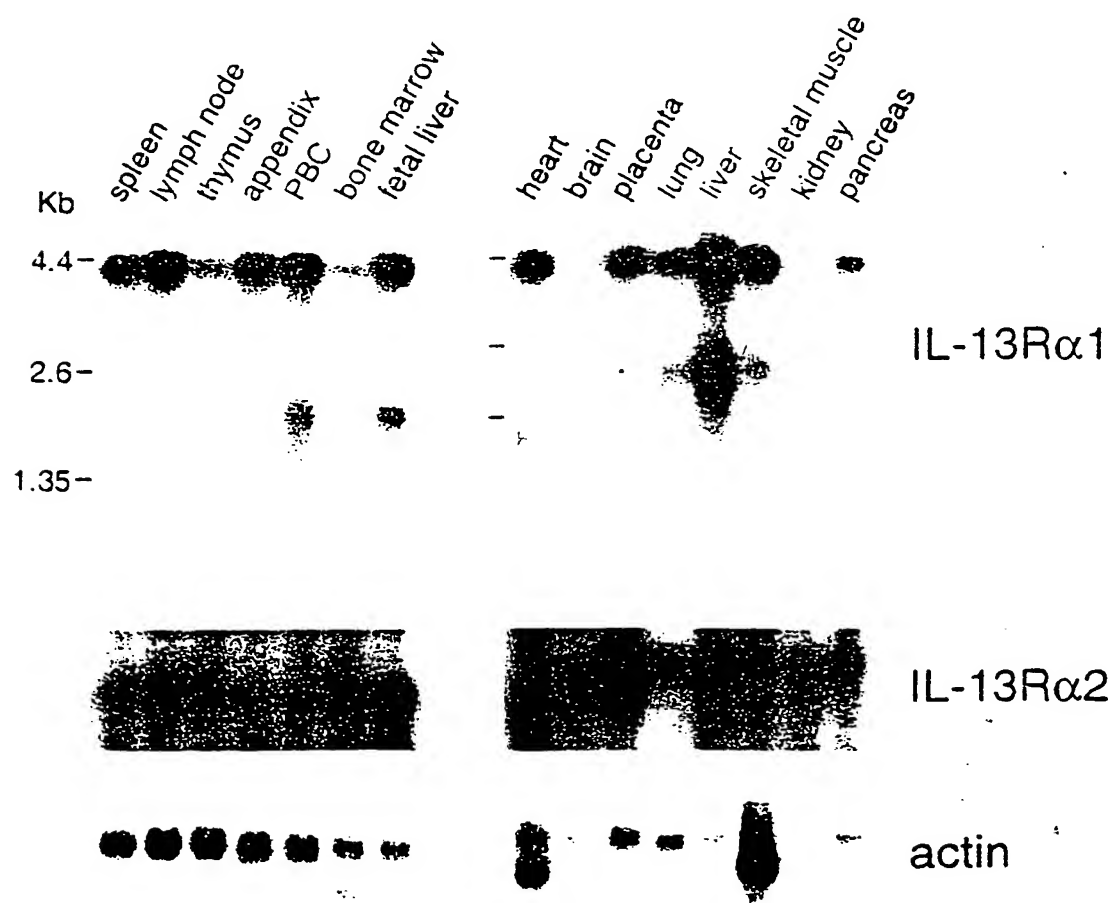 spleen
lymph node
thymus
appendix
PBC
bone marrow
fetal liver
heart
brain
placenta
lung
liver
skeletal muscle
kidney
pancreas
Kb
4.4
2.6
1.35
IL-13Rα1
IL-13Rα2
actin